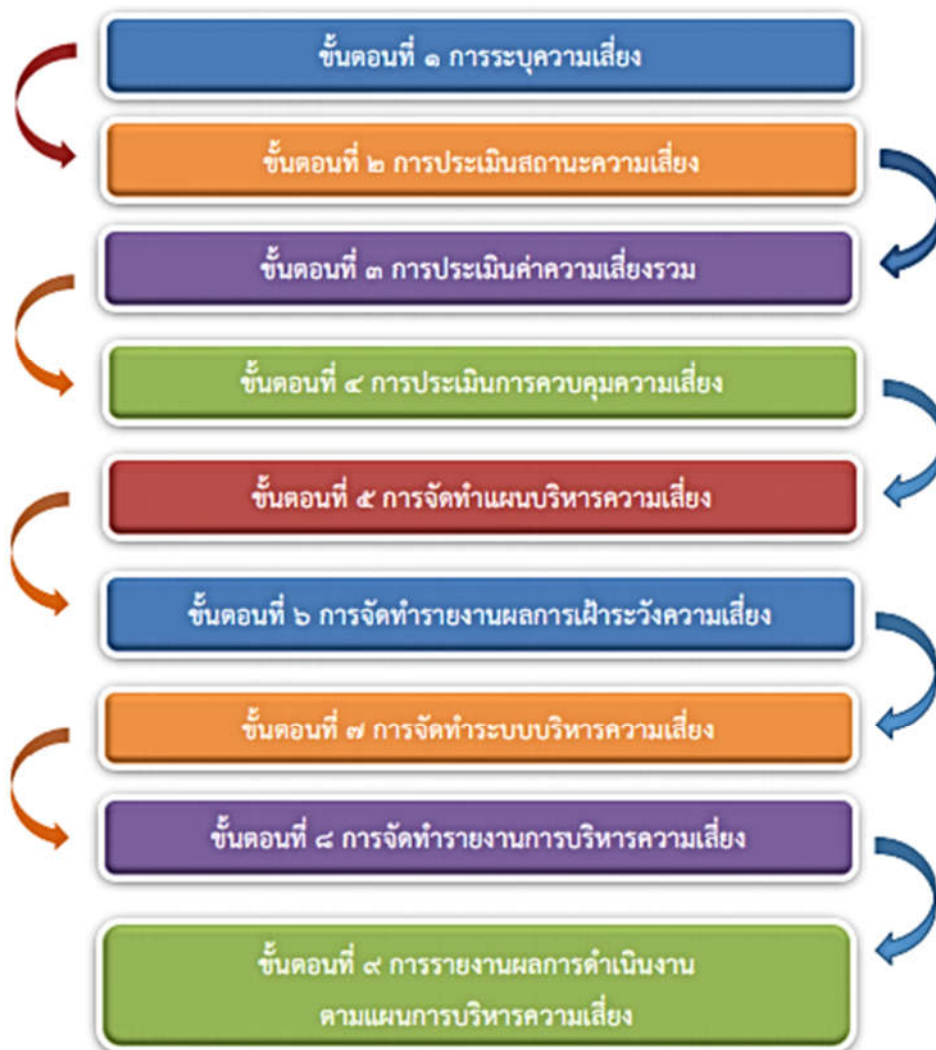 ขั้นตอนที่ ๑ การระบุความเสี่ยง
ขั้นตอนที่ ๒ การประเมินสถานะความเสี่ยง
ขั้นตอนที่ ๓ การประเมินค่าความเสี่ยงรวม
ขั้นตอนที่ ๔ การประเมินการควบคุมความเสี่ยง
ขั้นตอนที่ ๕ การจัดทำแผนบริหารความเสี่ยง
ขั้นตอนที่ ๖ การจัดทำรายงานผลการเฝ้าระวังความเสี่ยง
ขั้นตอนที่ ๗ การจัดทำระบบบริหารความเสี่ยง
ขั้นตอนที่ ๘ การจัดทำรายงานการบริหารความเสี่ยง
ขั้นตอนที่ ๙ การรายงานผลการดำเนินงาน
ตามแผนการบริหารความเสี่ยง